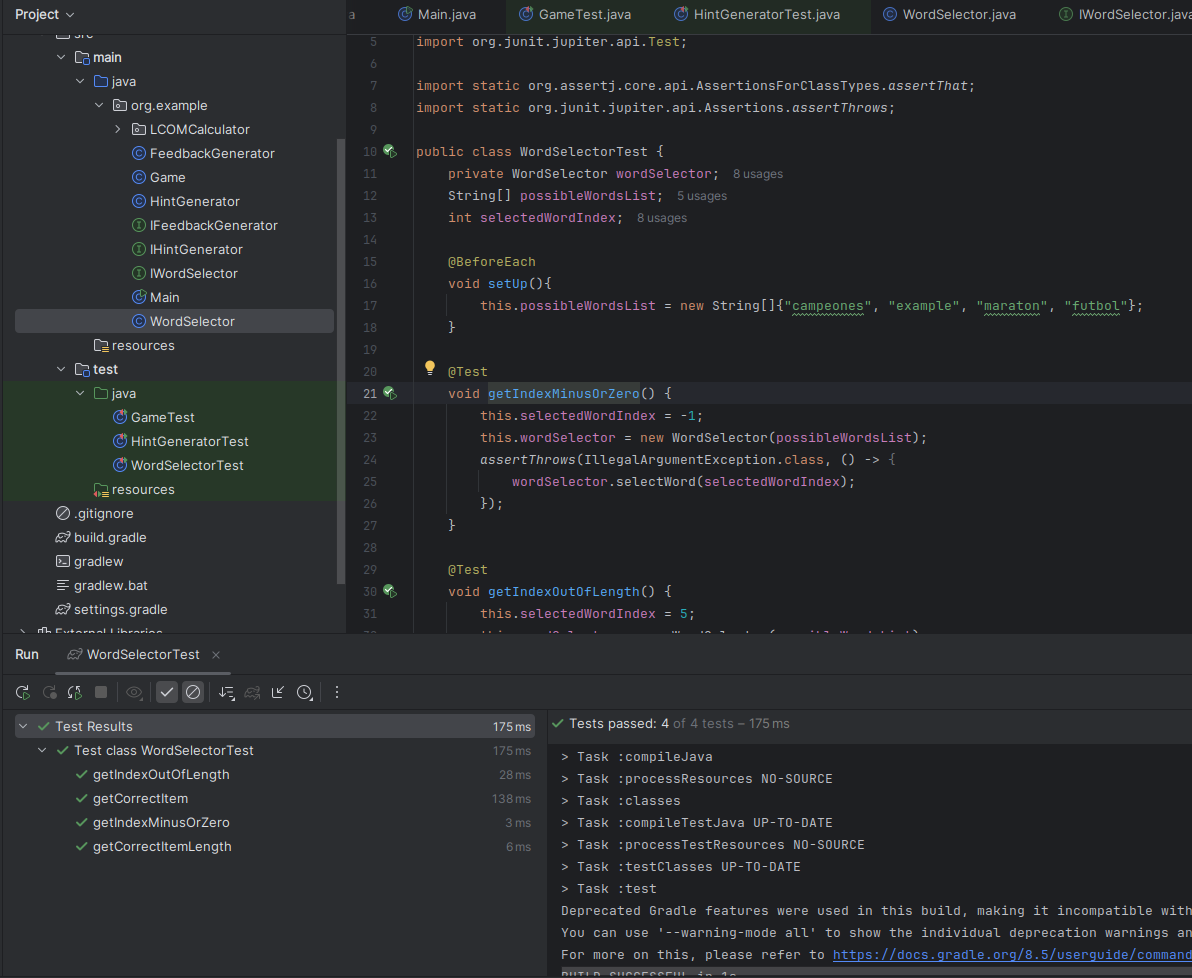 Project
a
Main.java
GameTest.java
HintGeneratorTest.java
WordSelector.java
IWordSelector.java
src
main
java
org.example
LCOMCalculator
FeedbackGenerator
Game
HintGenerator
IFeedbackGenerator
IHintGenerator
IWordSelector
Main
WordSelector
resources
test
java
GameTest
HintGeneratorTest
WordSelectorTest
resources
.gitignore
build.gradle
gradlew
gradlew.bat
settings.gradle
External Libraries
5 import org.junit.jupiter.api.Test;
6
7 import static org.assertj.core.api.AssertionsForClassTypes.assertThat;
8 import static org.junit.jupiter.api.Assertions.assertThrows;
9
10 public class WordSelectorTest {
11 private WordSelector wordSelector; 8 usages
12 String[] possibleWordsList; 5 usages
13 int selectedWordIndex; 8 usages
14
15 @BeforeEach
16 void setUp(){
17 this.possibleWordsList = new String[]{"campeones", "example", "maraton", "futbol"};
18 }
19
20 @Test
21 void getIndexMinusOrZero() {
22 this.selectedWordIndex = -1;
23 this.wordSelector = new WordSelector(possibleWordsList);
24 assertThrows(IllegalArgumentException.class, () -> {
25 wordSelector.selectWord(selectedWordIndex);
26 });
27 }
28
29 @Test
30 void getIndexOutOfLength() {
31 this.selectedWordIndex = 5;
Run
WordSelectorTest
Test Results 175 ms
Test class WordSelectorTest 175 ms
getIndexOutOfLength 28 ms
getCorrectItem 138 ms
getIndexMinusOrZero 3 ms
getCorrectItemLength 6 ms
Tests passed: 4 of 4 tests – 175 ms
> Task :compileJava
> Task :processResources NO-SOURCE
> Task :classes
> Task :compileTestJava UP-TO-DATE
> Task :processTestResources NO-SOURCE
> Task :testClasses UP-TO-DATE
> Task :test
Deprecated Gradle features were used in this build, making it incompatible with
You can use '--warning-mode all' to show the individual deprecation warnings an
For more on this, please refer to https://docs.gradle.org/8.5/userguide/command
BUILD SUCCESSFUL in 1s